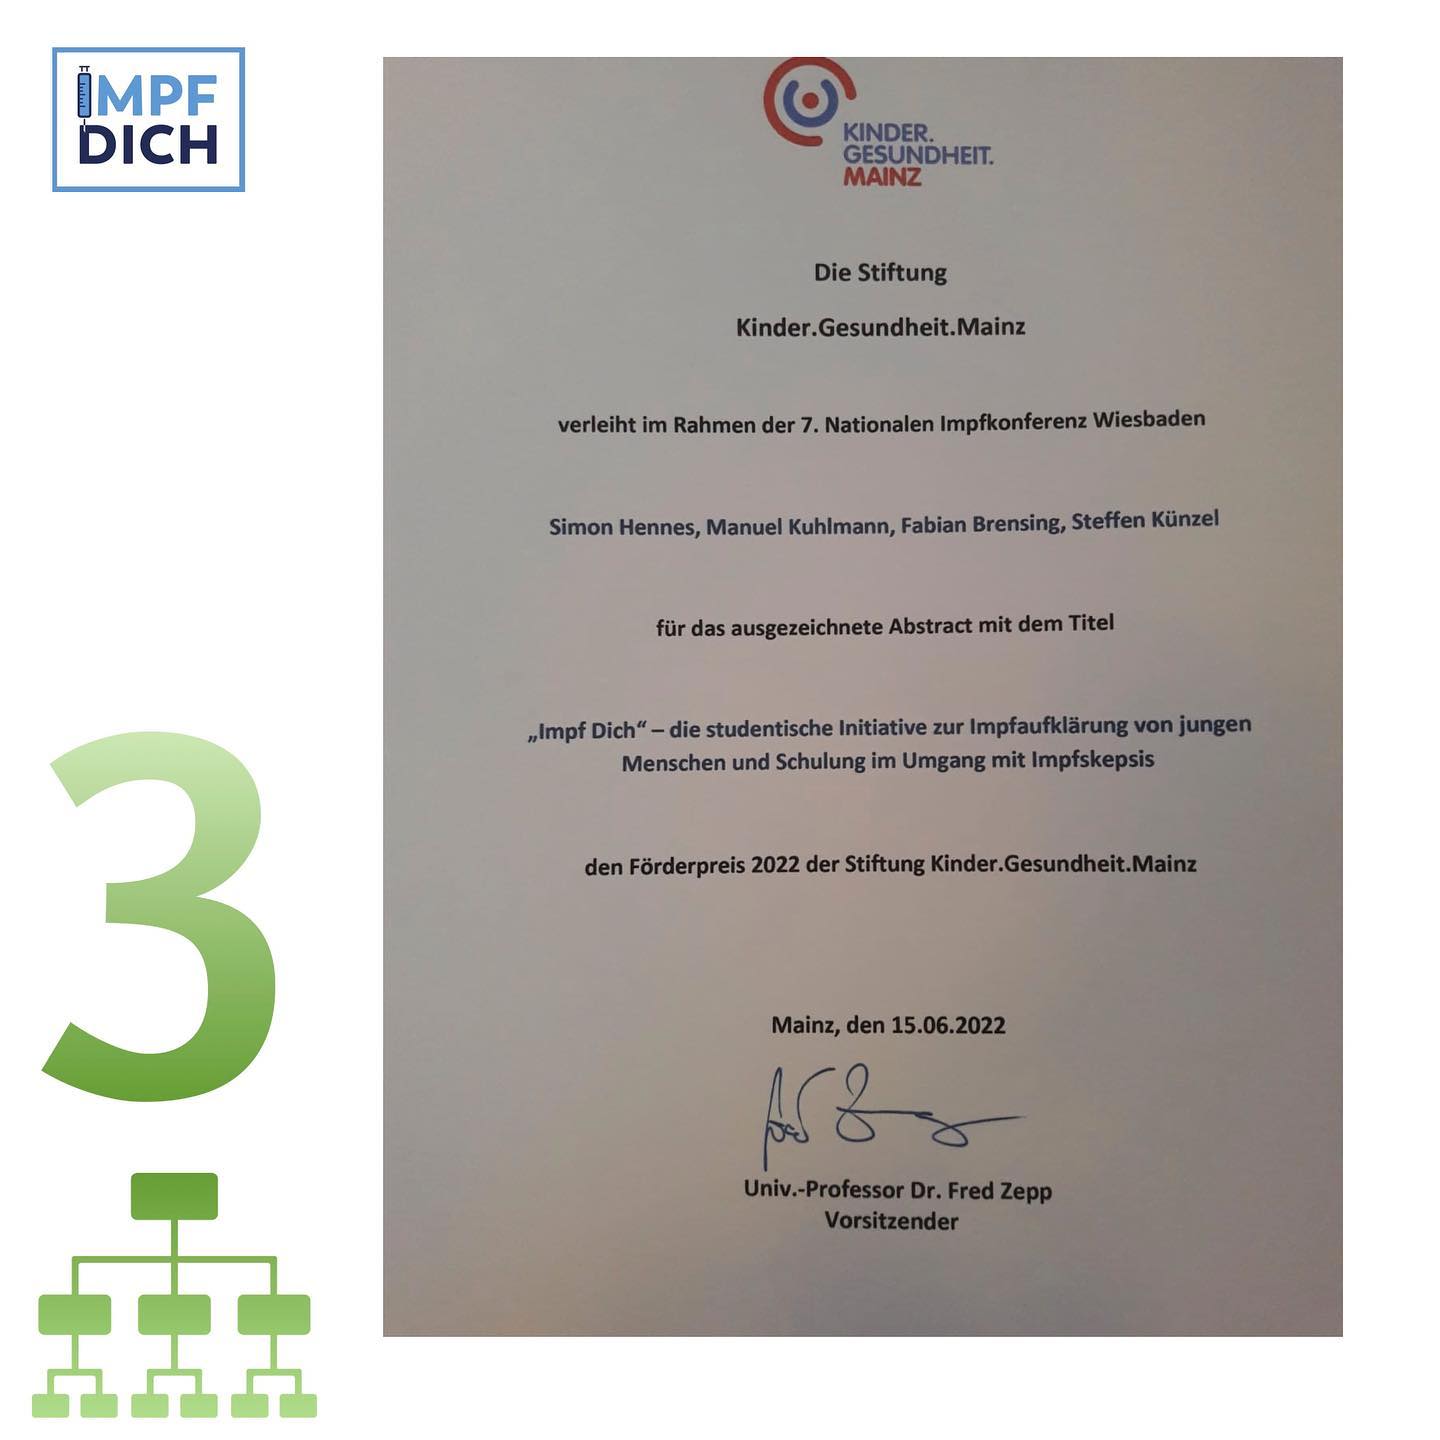 IMPF
DICH
KINDER.
GESUNDHEIT.
MAINZ
Die Stiftung
Kinder.Gesundheit.Mainz
verleiht im Rahmen der 7. Nationalen Impfkonferenz Wiesbaden
Simon Hennes, Manuel Kuhlmann, Fabian Brensing, Steffen Künzel
für das ausgezeichnete Abstract mit dem Titel
„Impf Dich“ – die studentische Initiative zur Impfaufklärung von jungen
Menschen und Schulung im Umgang mit Impfskepsis
den Förderpreis 2022 der Stiftung Kinder.Gesundheit.Mainz
Mainz, den 15.06.2022
Univ.-Professor Dr. Fred Zepp
Vorsitzender
3